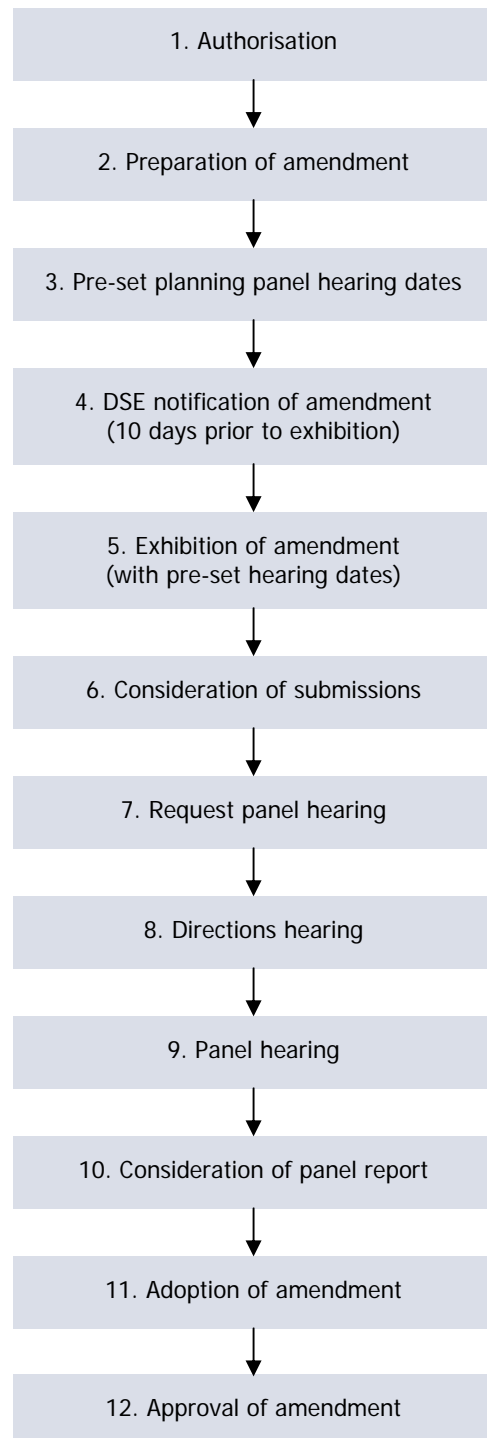 1. Authorisation
2. Preparation of amendment
3. Pre-set planning panel hearing dates
4. DSE notification of amendment
(10 days prior to exhibition)
5. Exhibition of amendment
(with pre-set hearing dates)
6. Consideration of submissions
7. Request panel hearing
8. Directions hearing
9. Panel hearing
10. Consideration of panel report
11. Adoption of amendment
12. Approval of amendment